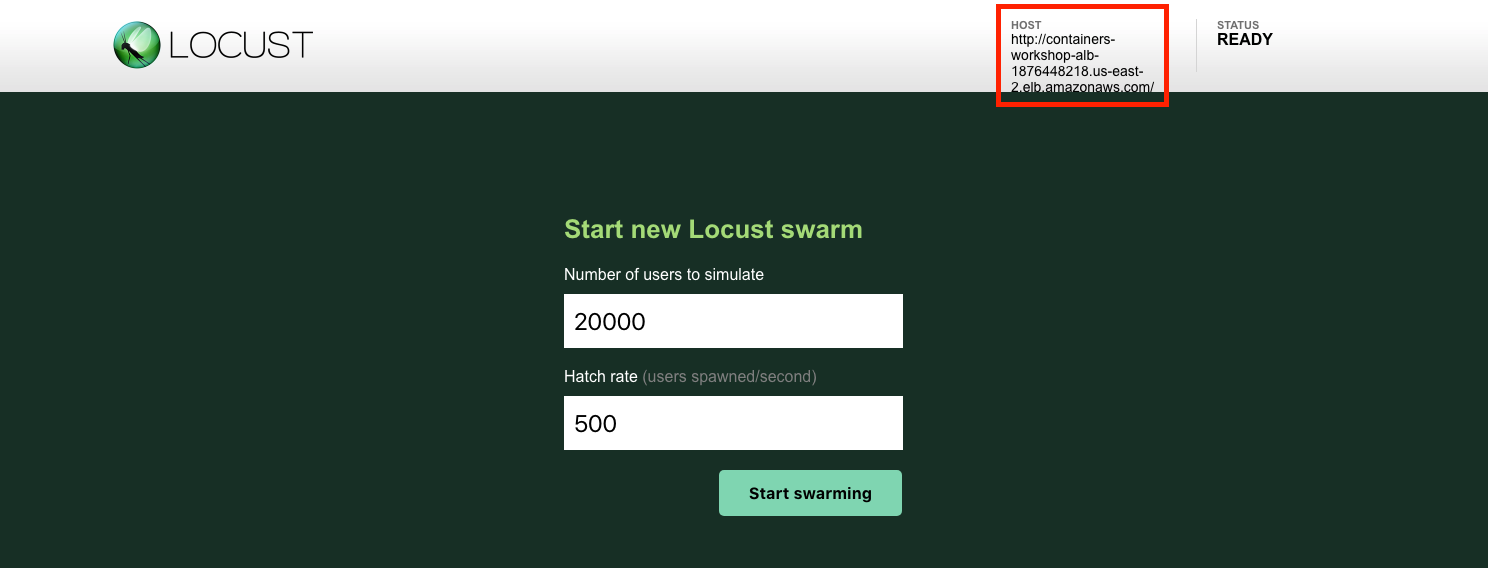 LOCUST
HOST
http://containers-
workshop-alb-
1876448218.us-east-
2.elb.amazonaws.com/
STATUS
READY
Start new Locust swarm
Number of users to simulate
20000
Hatch rate (users spawned/second)
500
Start swarming